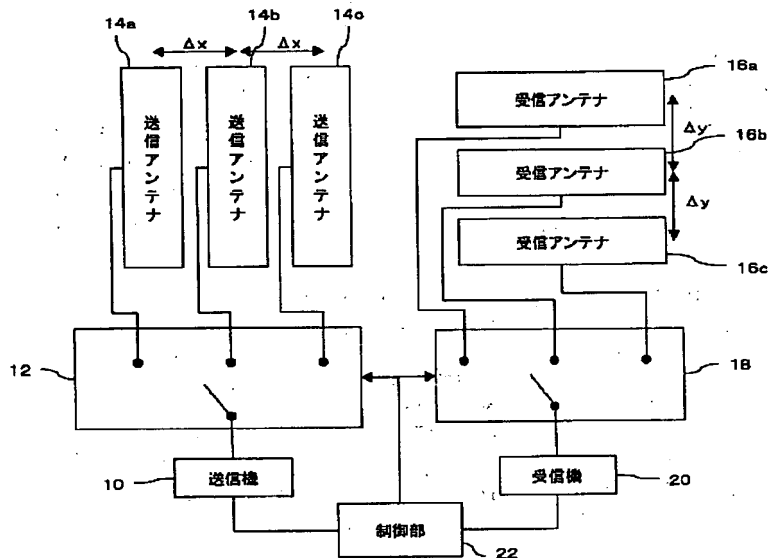 14a
14b
14c
Δx
Δx
送信アンテナ
送信アンテナ
送信アンテナ
16a
受信アンテナ
Δy
16b
受信アンテナ
Δy
受信アンテナ
16c
12
18
10
送信機
受信機
20
制御部
22